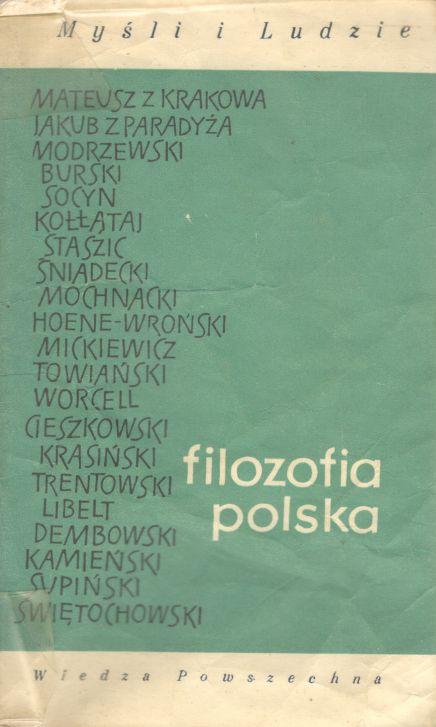 Myśli i Ludzie
MATEUSZ Z KRAKOWA
JAKUB Z PARADYŻA
MODRZEWSKI
BURSKI
SOCYN
KOŁŁĄTAJ
STASZIC
ŚNIADECKI
MOCHNACKI
HOENE-WROŃSKI
MICKIEWICZ
TOWIAŃSKI
WORCELL
CIESZKOWSKI
KRASIŃSKI
TRENTOWSKI
LIBELT
DEMBOWSKI
KAMIEŃSKI
SUPIŃSKI
ŚWIĘTOCHOWSKI
filozofia
polska
Wiedza Powszechna